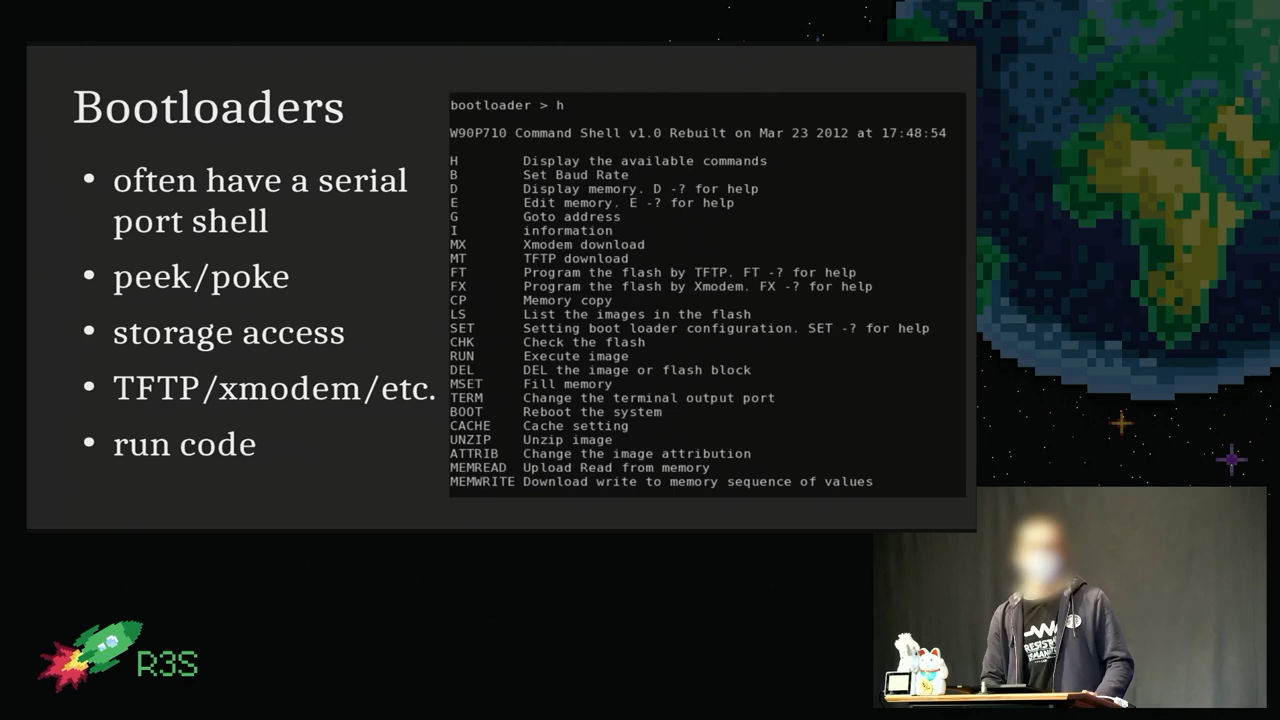 Bootloaders
• often have a serial
port shell
• peek/poke
• storage access
• TFTP/xmodem/etc.
• run code
bootloader > h
W90P710 Command Shell v1.0 Rebuilt on Mar 23 2012 at 17:48:54
H Display the available commands
B Set Baud Rate
D Display memory. D -? for help
E Edit memory. E -? for help
G Goto address
I information
MX Xmodem download
MT TFTP download
FT Program the flash by TFTP. FT -? for help
FX Program the flash by Xmodem. FX -? for help
CP Memory copy
LS List the images in the flash
SET Setting boot loader configuration. SET -? for help
CHK Check the flash
RUN Execute image
DEL DEL the image or flash block
MSET Fill memory
TERM Change the terminal output port
BOOT Reboot the system
CACHE Cache setting
UNZIP Unzip image
ATTRIB Change the image attribution
MEMREAD Upload Read from memory
MEMWRITE Download write to memory sequence of values
R3S